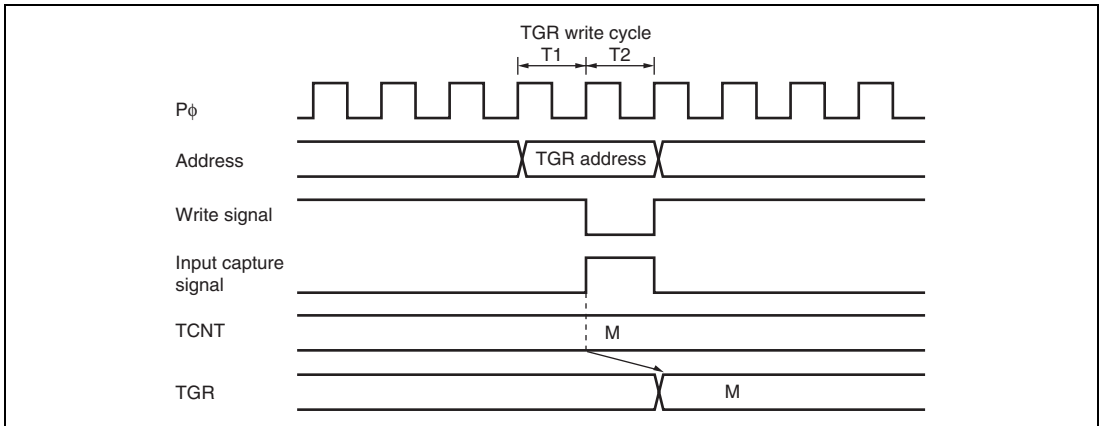 TGR write cycle
T1 T2
Pϕ
Address TGR address
Write signal
Input capture
signal
TCNT M
TGR M